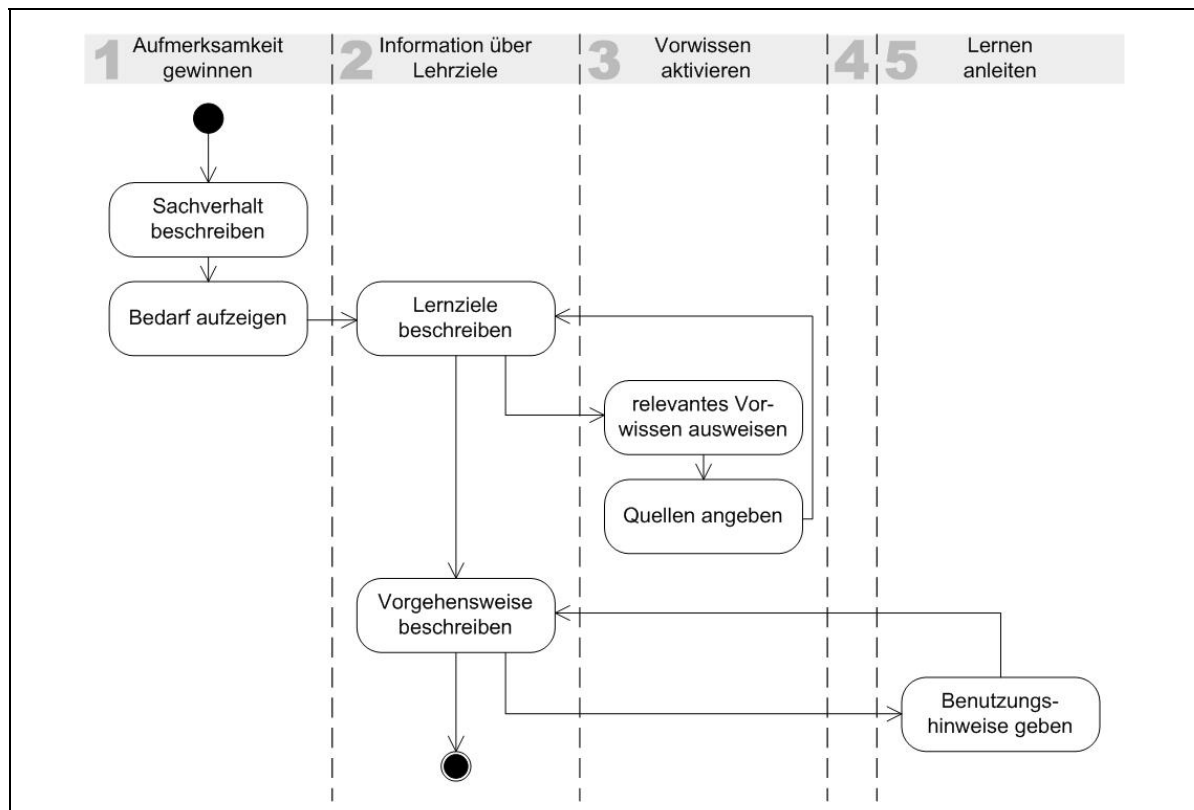 1
Aufmerksamkeit
gewinnen
2
Information über
Lehrziele
3
Vorwissen
aktivieren
4
5
Lernen
anleiten
Sachverhalt
beschreiben
Bedarf aufzeigen
Lernziele
beschreiben
relevantes Vor-
wissen ausweisen
Quellen angeben
Vorgehensweise
beschreiben
Benutzungs-
hinweise geben